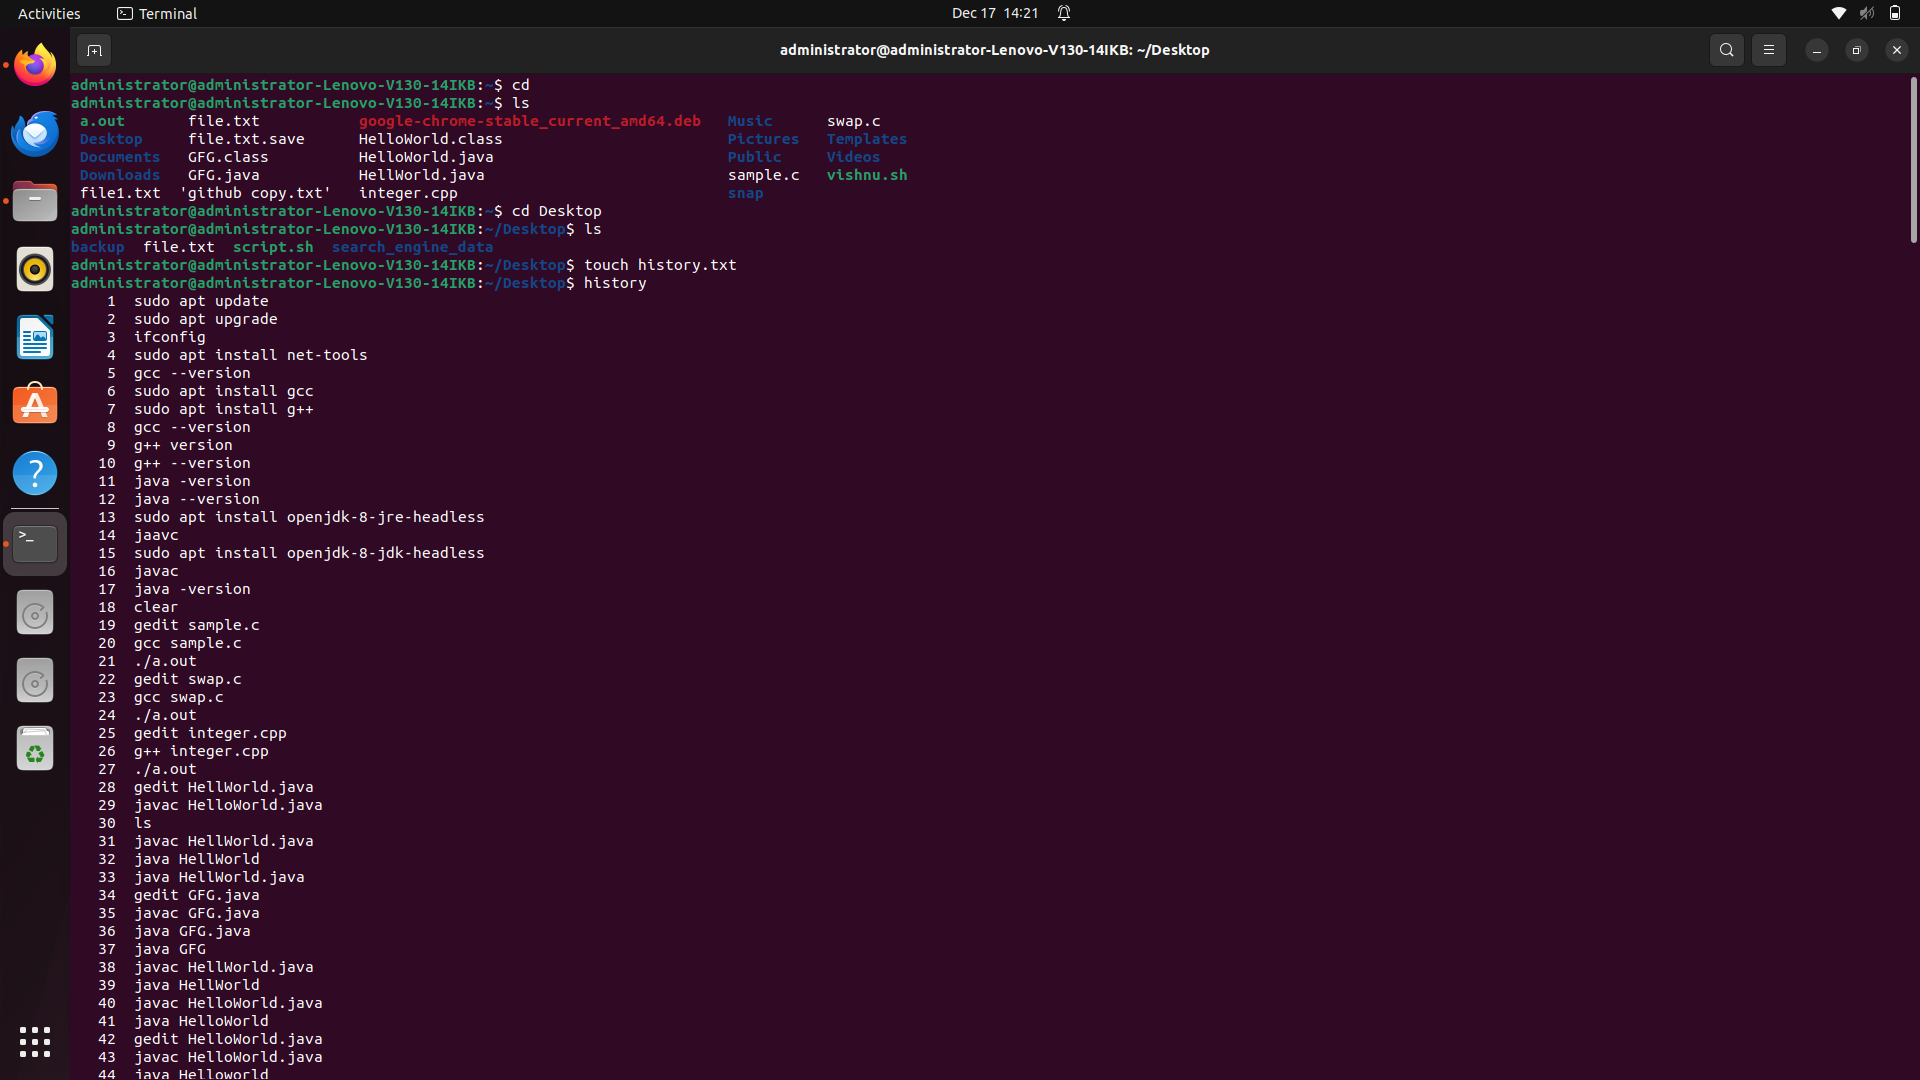 Activities Terminal Dec 17 14:21
administrator@administrator-Lenovo-V130-14IKB: ~/Desktop
administrator@administrator-Lenovo-V130-14IKB:~$ cd
administrator@administrator-Lenovo-V130-14IKB:~$ ls
a.out file.txt google-chrome-stable_current_amd64.deb Music swap.c
Desktop file.txt.save HelloWorld.class Pictures Templates
Documents GFG.class HelloWorld.java Public Videos
Downloads GFG.java HellWorld.java sample.c vishnu.sh
file1.txt 'github copy.txt' integer.cpp snap
administrator@administrator-Lenovo-V130-14IKB:~$ cd Desktop
administrator@administrator-Lenovo-V130-14IKB:~/Desktop$ ls
backup file.txt script.sh search_engine_data
administrator@administrator-Lenovo-V130-14IKB:~/Desktop$ touch history.txt
administrator@administrator-Lenovo-V130-14IKB:~/Desktop$ history
1 sudo apt update
2 sudo apt upgrade
3 ifconfig
4 sudo apt install net-tools
5 gcc --version
6 sudo apt install gcc
7 sudo apt install g++
8 gcc --version
9 g++ version
10 g++ --version
11 java -version
12 java --version
13 sudo apt install openjdk-8-jre-headless
14 jaavc
15 sudo apt install openjdk-8-jdk-headless
16 javac
17 java -version
18 clear
19 gedit sample.c
20 gcc sample.c
21 ./a.out
22 gedit swap.c
23 gcc swap.c
24 ./a.out
25 gedit integer.cpp
26 g++ integer.cpp
27 ./a.out
28 gedit HellWorld.java
29 javac HelloWorld.java
30 ls
31 javac HellWorld.java
32 java HellWorld
33 java HellWorld.java
34 gedit GFG.java
35 javac GFG.java
36 java GFG.java
37 java GFG
38 javac HellWorld.java
39 java HellWorld
40 javac HelloWorld.java
41 java HelloWorld
42 gedit HelloWorld.java
43 javac HelloWorld.java
44 java Helloworld